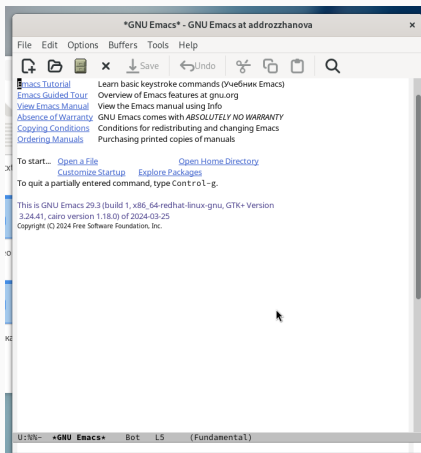 *GNU Emacs* - GNU Emacs at addrozzhanova ×
File Edit Options Buffers Tools Help
Save Undo
Emacs Tutorial Learn basic keystroke commands (Учебник Emacs)
Emacs Guided Tour Overview of Emacs features at gnu.org
View Emacs Manual View the Emacs manual using Info
Absence of Warranty GNU Emacs comes with ABSOLUTELY NO WARRANTY
Copying Conditions Conditions for redistributing and changing Emacs
Ordering Manuals Purchasing printed copies of manuals
To start... Open a File Open Home Directory
Customize Startup Explore Packages
To quit a partially entered command, type Control-g.
This is GNU Emacs 29.3 (build 1, x86_64-redhat-linux-gnu, GTK+ Version
3.24.41, cairo version 1.18.0) of 2024-03-25
Copyright (C) 2024 Free Software Foundation, Inc.
U:%%- *GNU Emacs* Bot L5 (Fundamental)